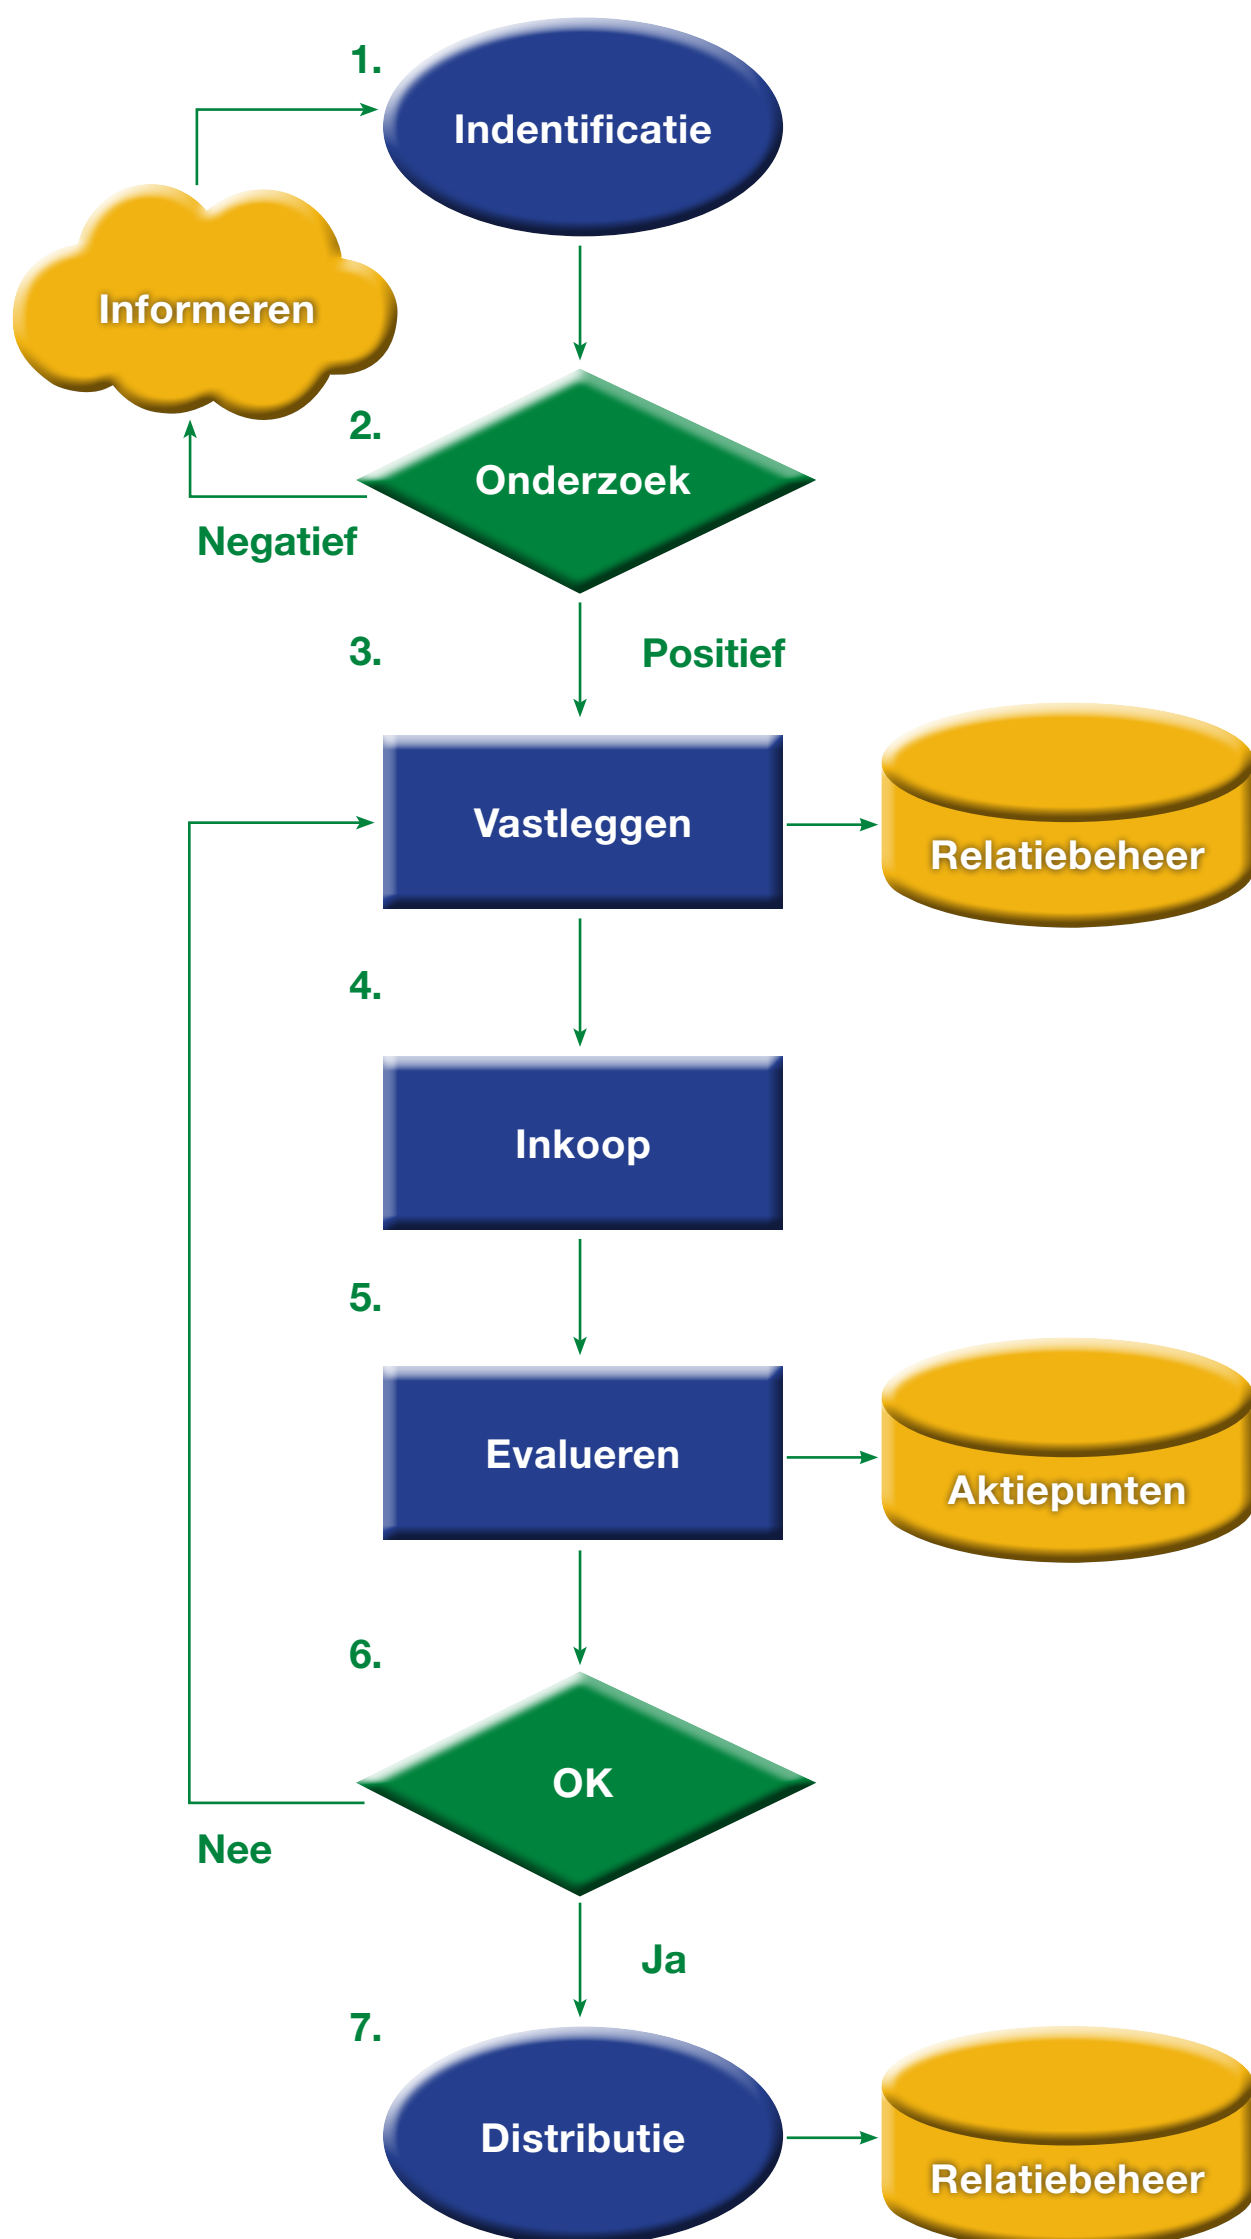 1.
Indentificatie
Informeren
2.
Onderzoek
Negatief
3.
Positief
Vastleggen
Relatiebeheer
4.
Inkoop
5.
Evalueren
Aktiepunten
6.
OK
Nee
Ja
7.
Distributie
Relatiebeheer